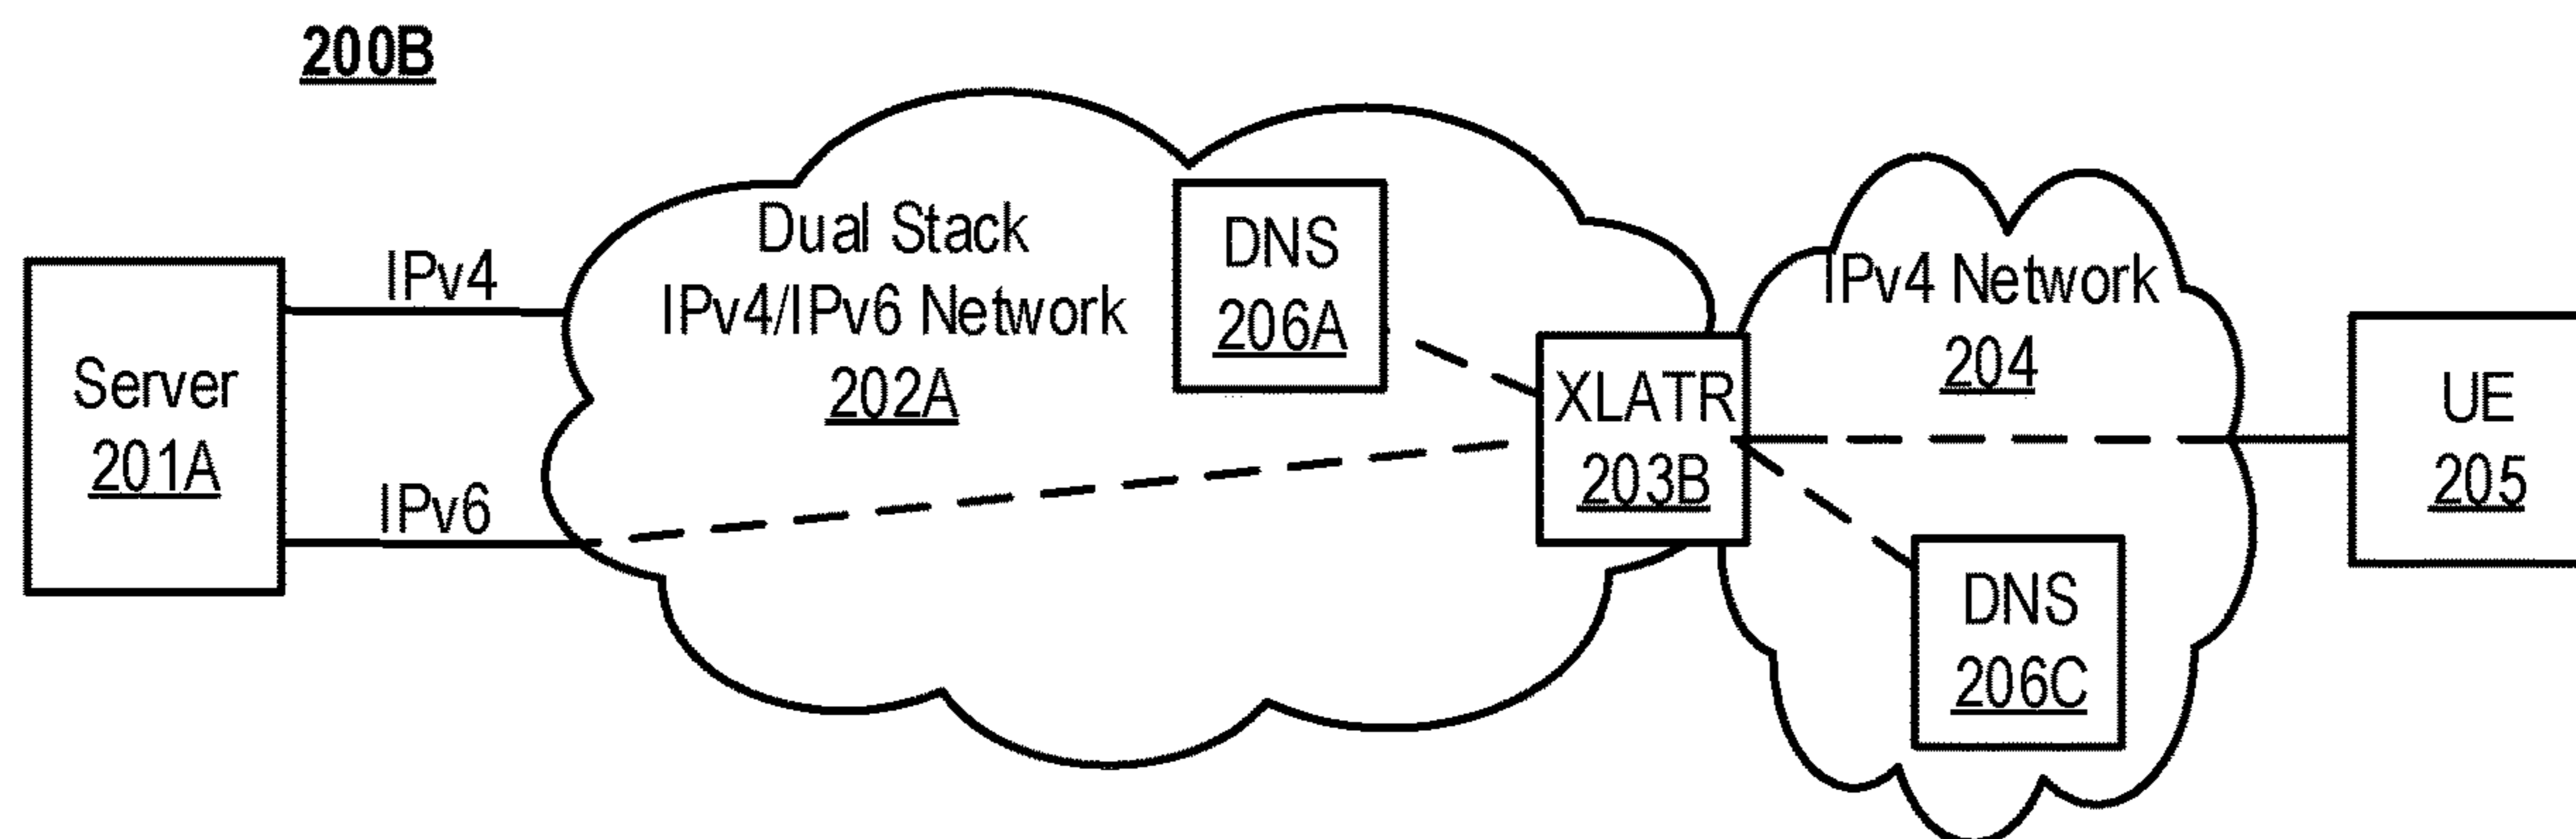 200B
Server
201A
IPv4
IPv6
Dual Stack
IPv4/IPv6 Network
202A
DNS
206A
XLATR
203B
IPv4 Network
204
DNS
206C
UE
205